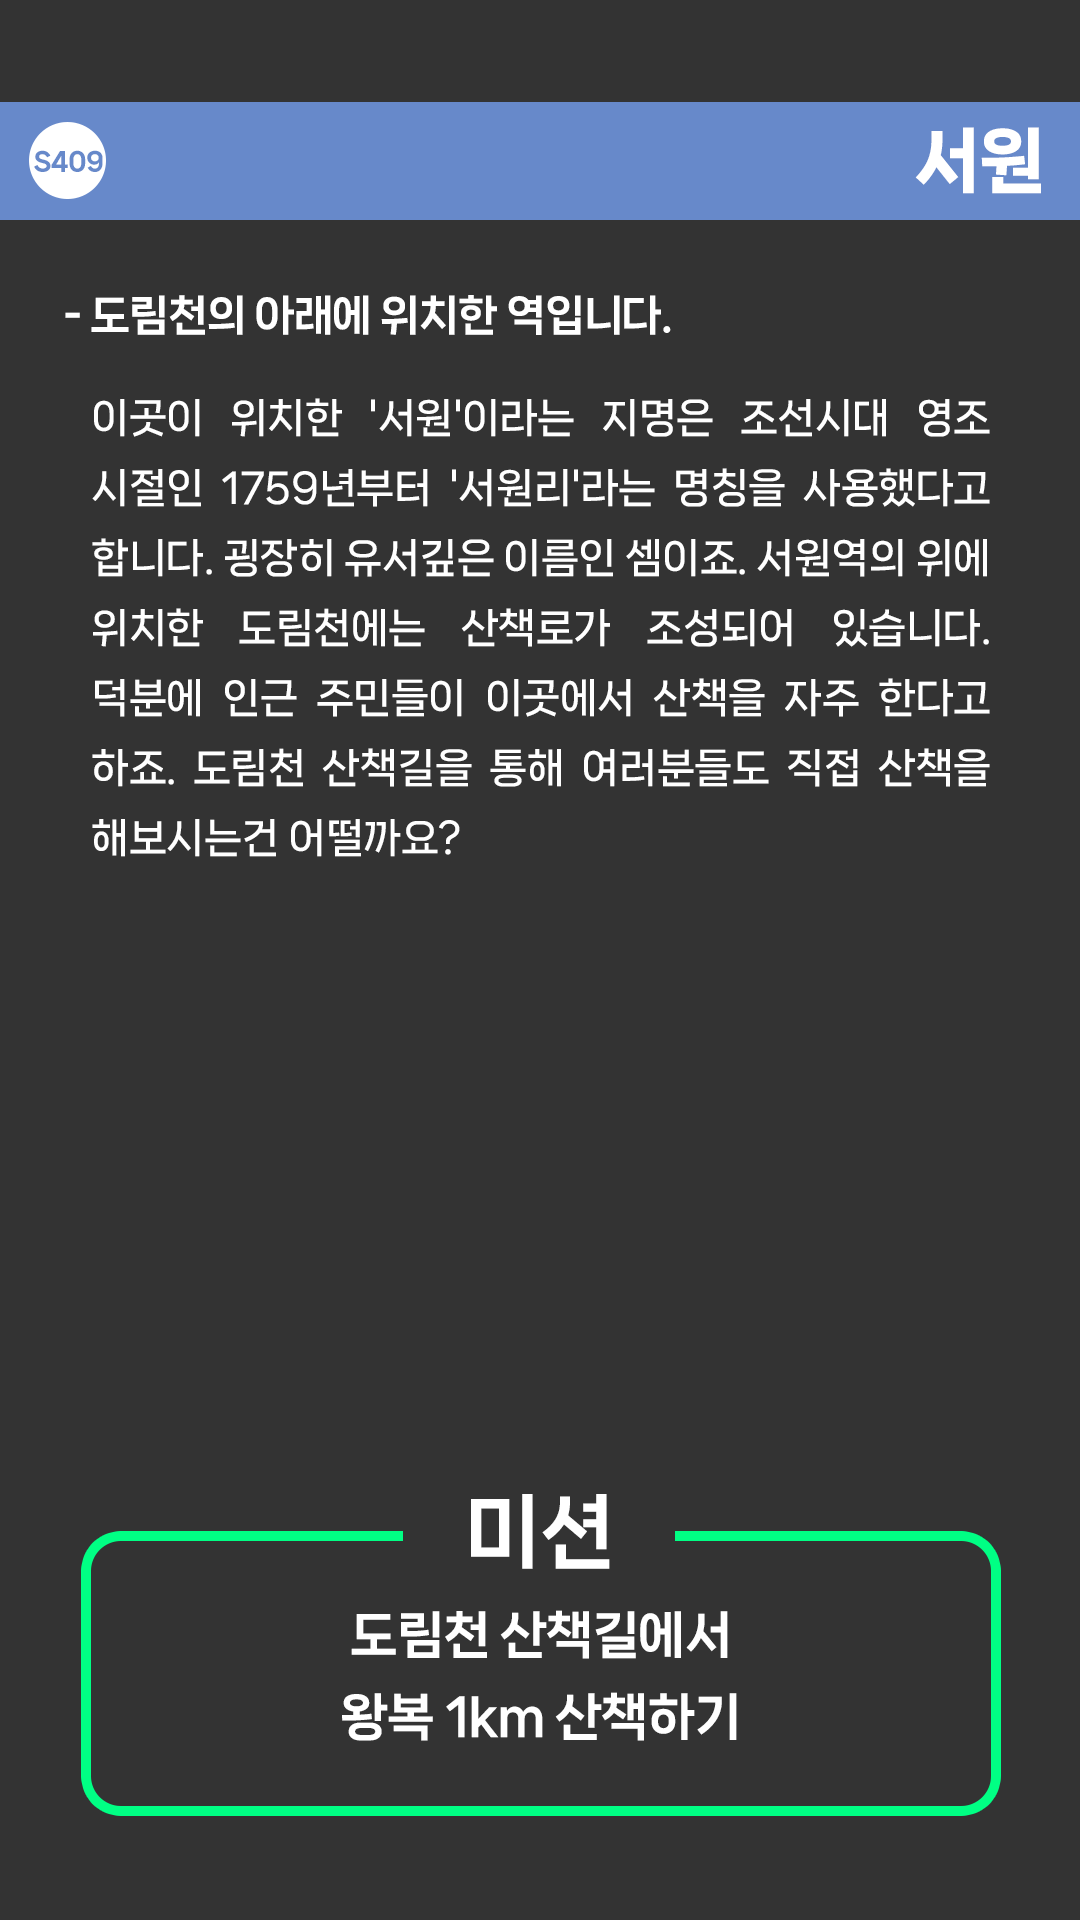 S409
서원
- 도림천의 아래에 위치한 역입니다.
이곳이 위치한 '서원'이라는 지명은 조선시대 영조
시절인 1759년부터 '서원리'라는 명칭을 사용했다고
합니다. 굉장히 유서깊은 이름인 셈이죠. 서원역의 위에
위치한 도림천에는 산책로가 조성되어 있습니다.
덕분에 인근 주민들이 이곳에서 산책을 자주 한다고
하죠. 도림천 산책길을 통해 여러분들도 직접 산책을
해보시는건 어떨까요?
미션
도림천 산책길에서
왕복 1km 산책하기